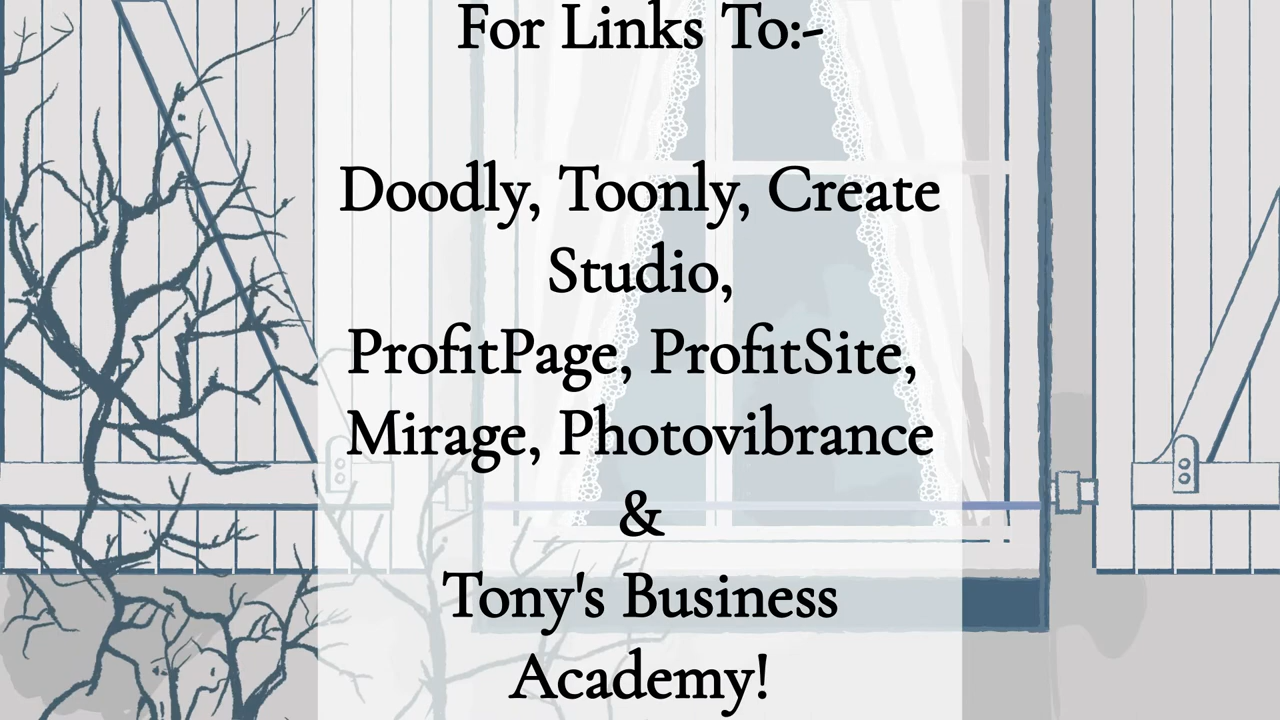 For Links To:-
Doodly, Toonly, Create
Studio,
ProfitPage, ProfitSite,
Mirage, Photovibrance
&
Tony's Business
Academy!